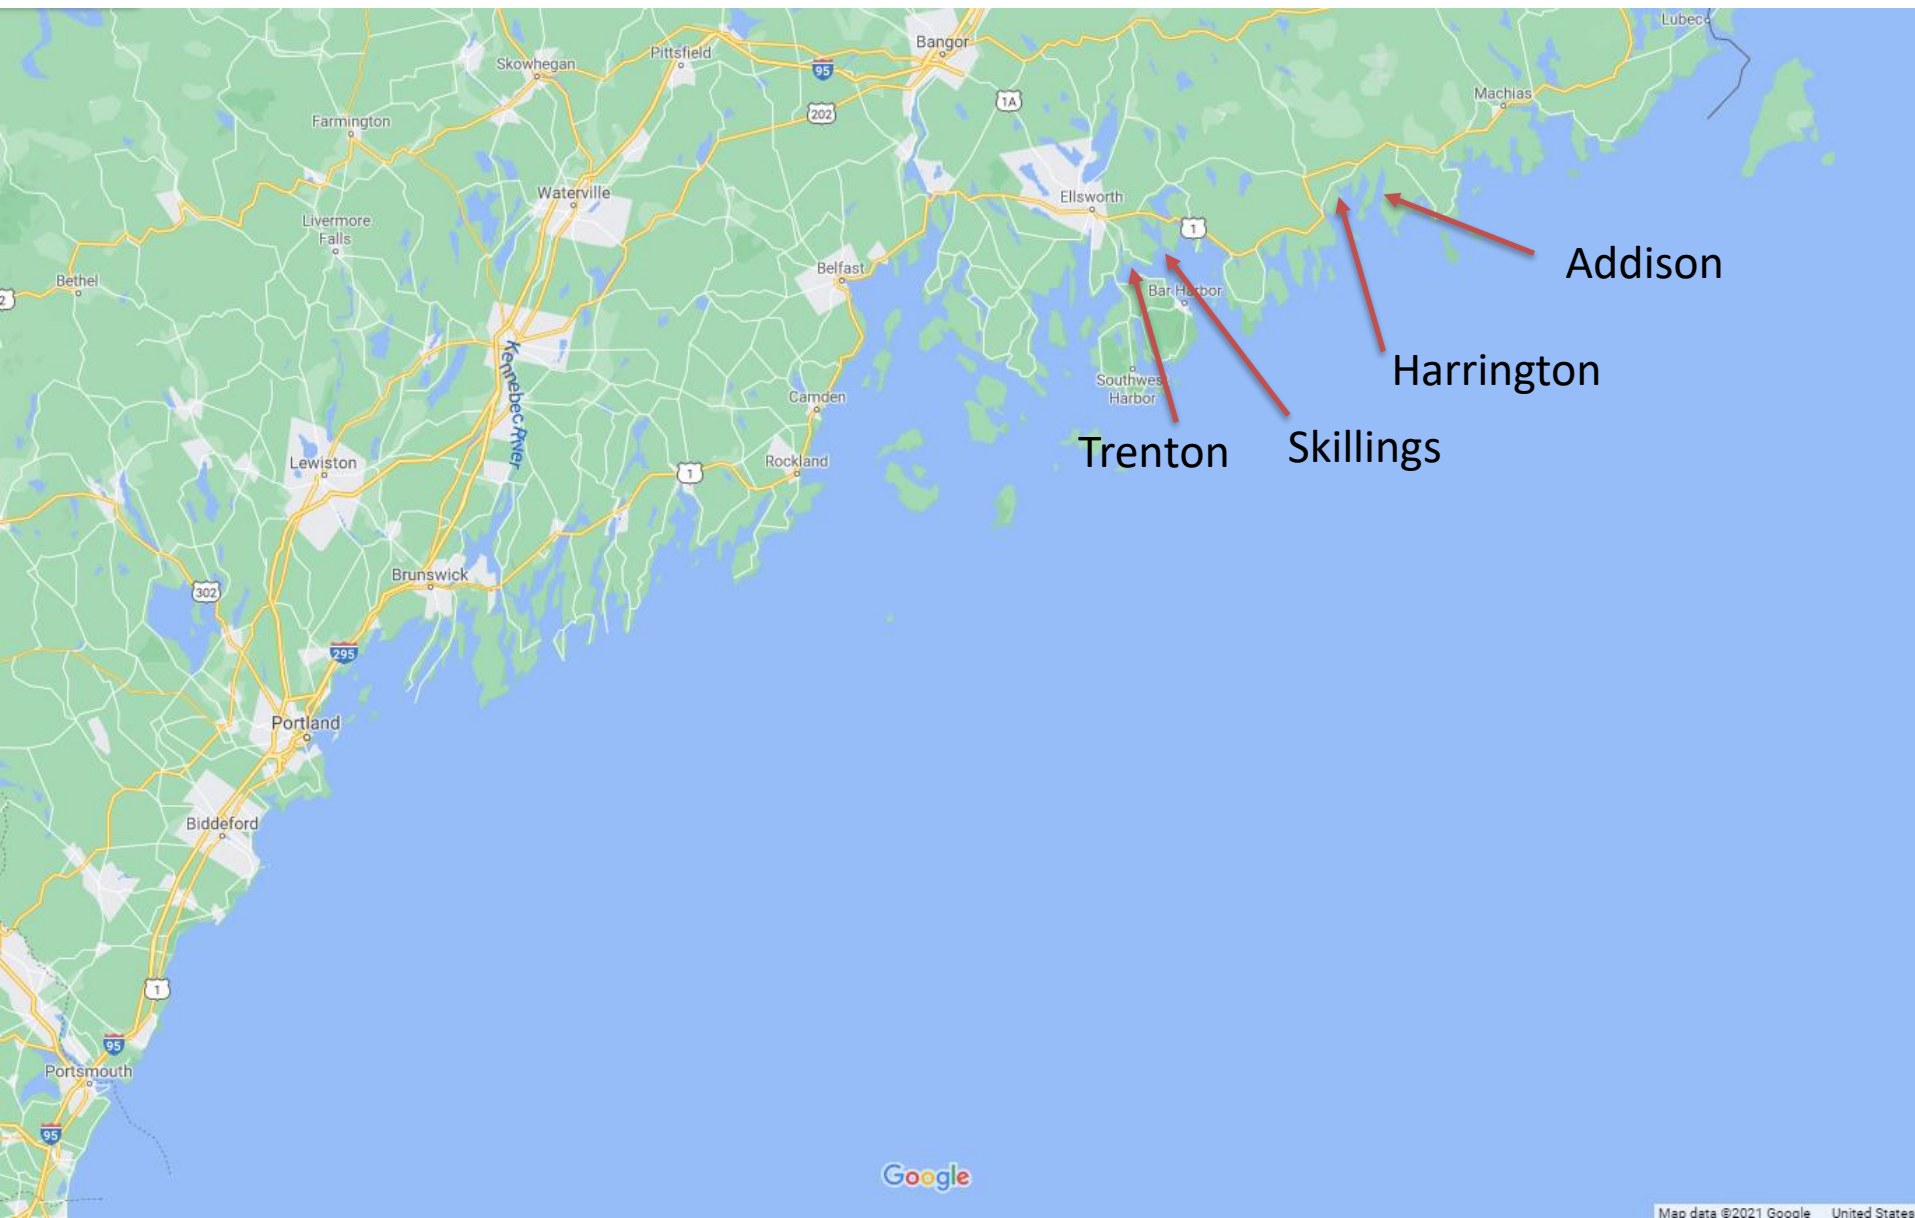 Lubec
Bangor
Pittsfield
Skowhegan
95
1A
Machias
202
Farmington
Waterville
Ellsworth
Livermore
Falls
1
Addison
Belfast
Bethel
2
Bar Harbor
Kennebec River
Harrington
Southwest
Harbor
Camden
Trenton
Skillings
Lewiston
Rockland
1
Brunswick
302
295
Portland
Biddeford
1
95
Portsmouth
95
Google
Map data ©2021 Google United States